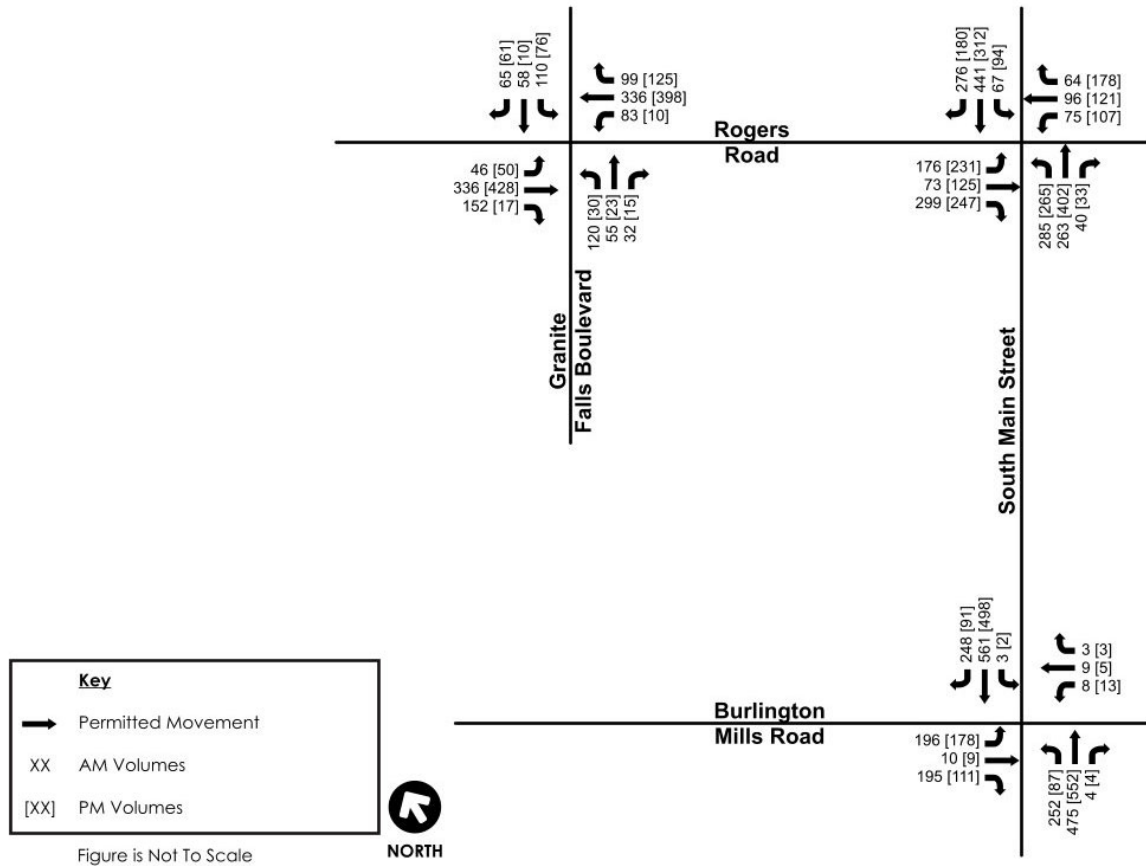 65 [61]
58 [10]
110 [76]
99 [125]
336 [398]
83 [10]
276 [180]
441 [312]
67 [94]
64 [178]
96 [121]
75 [107]
Rogers
Road
46 [50]
336 [428]
152 [17]
120 [30]
55 [23]
32 [15]
176 [231]
73 [125]
299 [247]
285 [265]
263 [402]
40 [33]
Granite
Falls Boulevard
South Main Street
248 [91]
561 [498]
3 [2]
3 [3]
9 [5]
8 [13]
Burlington
Mills Road
196 [178]
10 [9]
195 [111]
252 [87]
475 [552]
4 [4]
Key
Permitted Movement
XX AM Volumes
[XX] PM Volumes
Figure is Not To Scale
NORTH